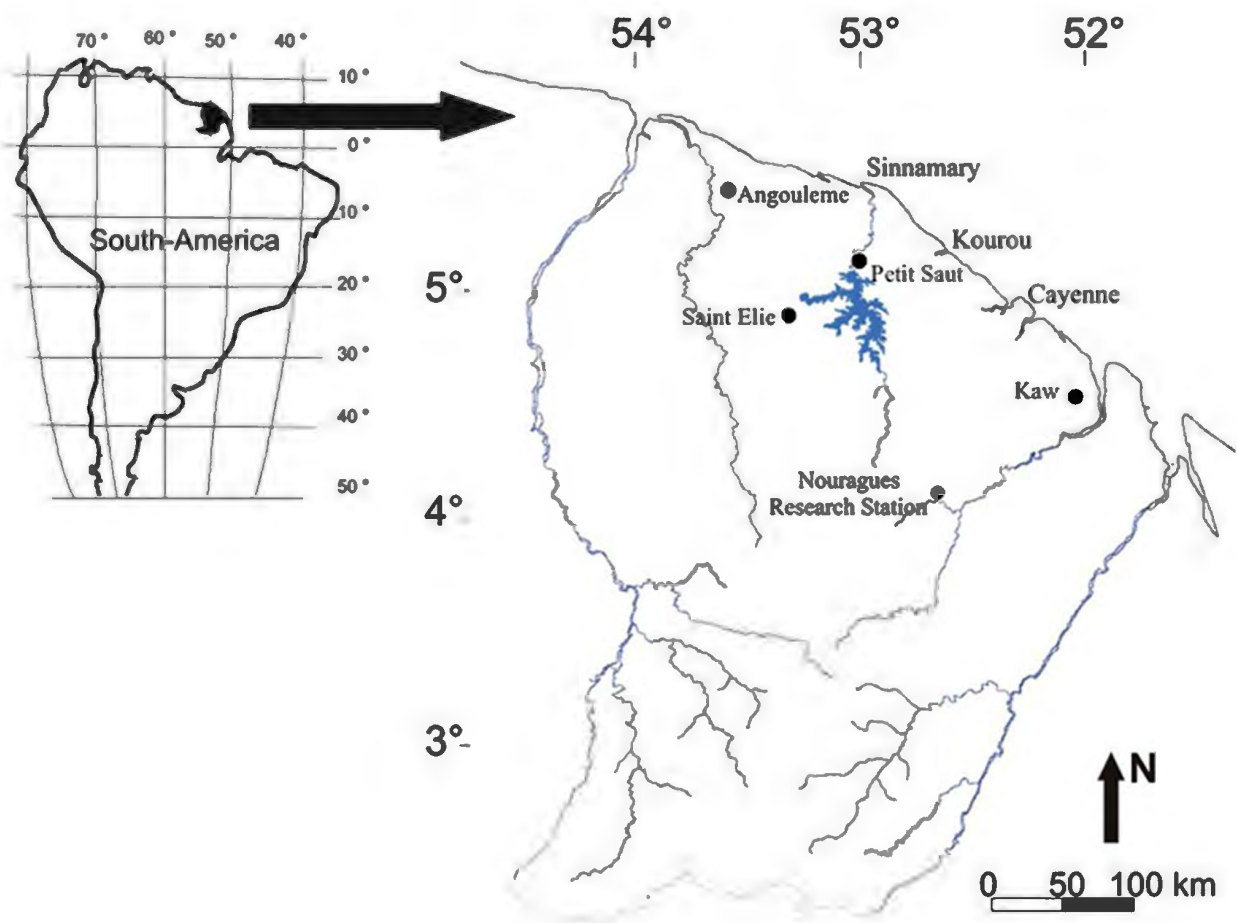 70° 60° 50° 40°
10°
0°
10°
20°
30°
40°
50°
South-America
54° 53° 52°
5°
4°
3°
Sinnamary
Angouleme
Kourou
Petit Saut
Cayenne
Saint Elie
Kaw
Nouragues
Research Station
N
0 50 100 km